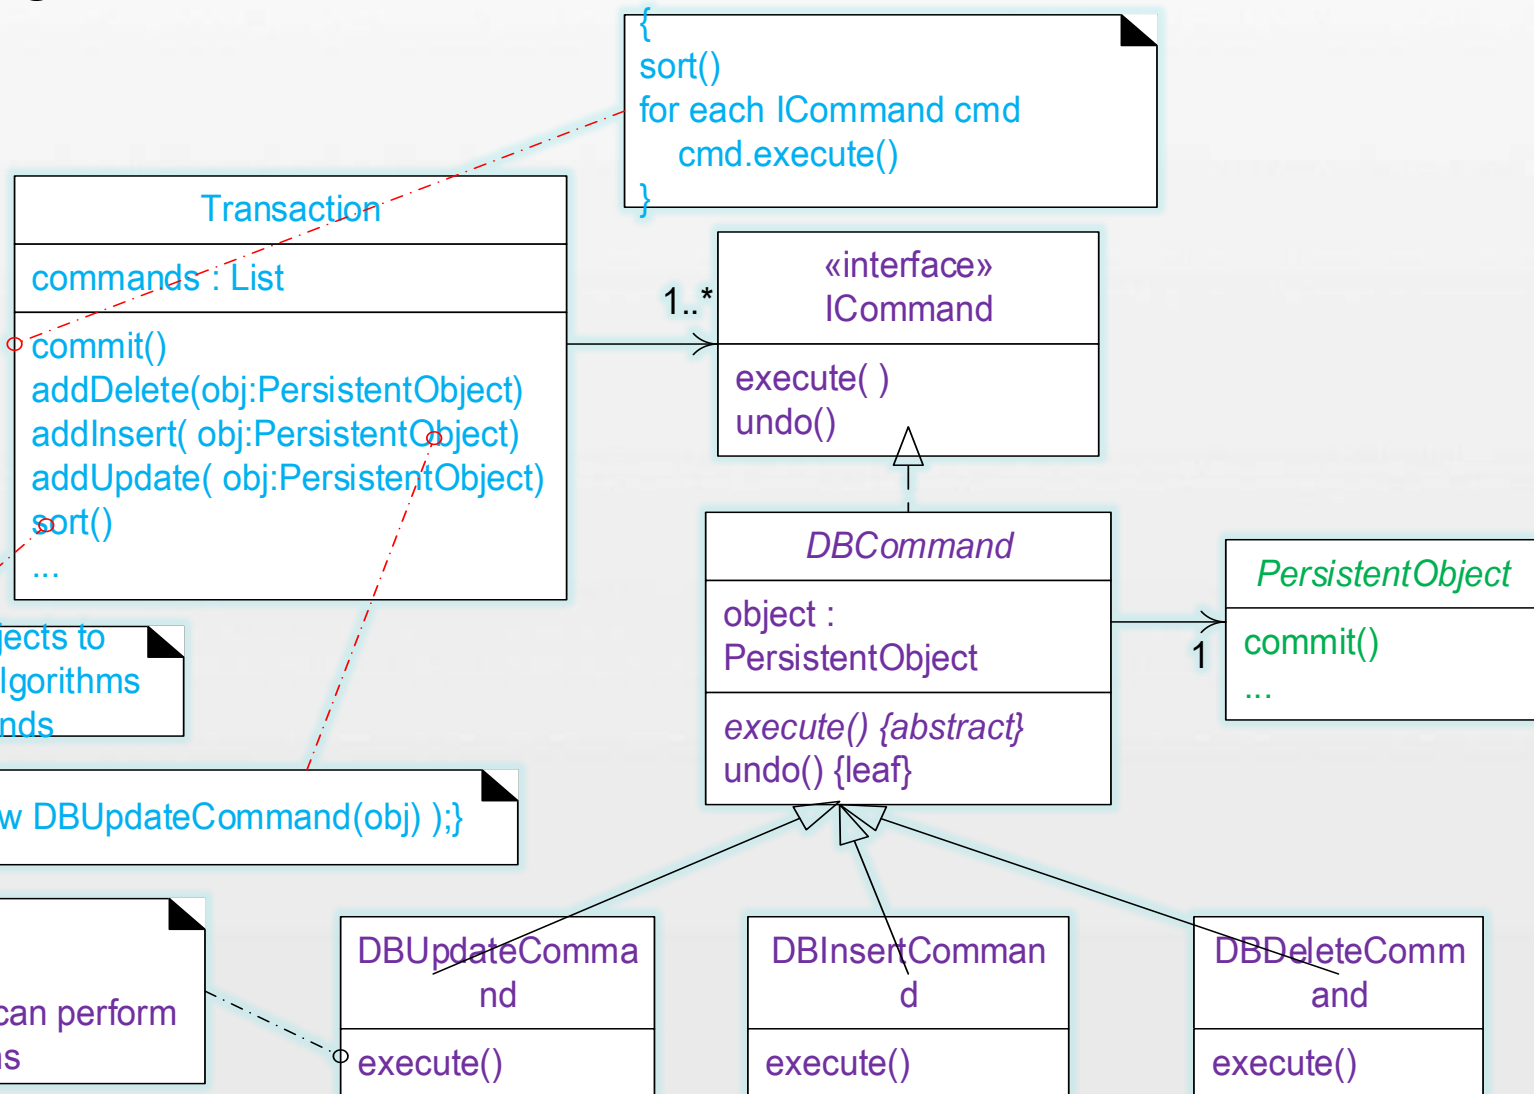 {
sort()
for each ICommand cmd
cmd.execute()
}
Transaction
commands : List
commit()
addDelete(obj:PersistentObject)
addInsert( obj:PersistentObject)
addUpdate( obj:PersistentObject)
sort()
...
1..*
«interface»
ICommand
execute( )
undo()
DBCommand
object :
PersistentObject
execute() {abstract}
undo() {leaf}
1
PersistentObject
commit()
...
jects to
lgorithms
nds
w DBUpdateCommand(obj) );}
can perform
ns
DBUpdateComma
nd
execute()
DBInsertComman
d
execute()
DBDeleteComm
and
execute()